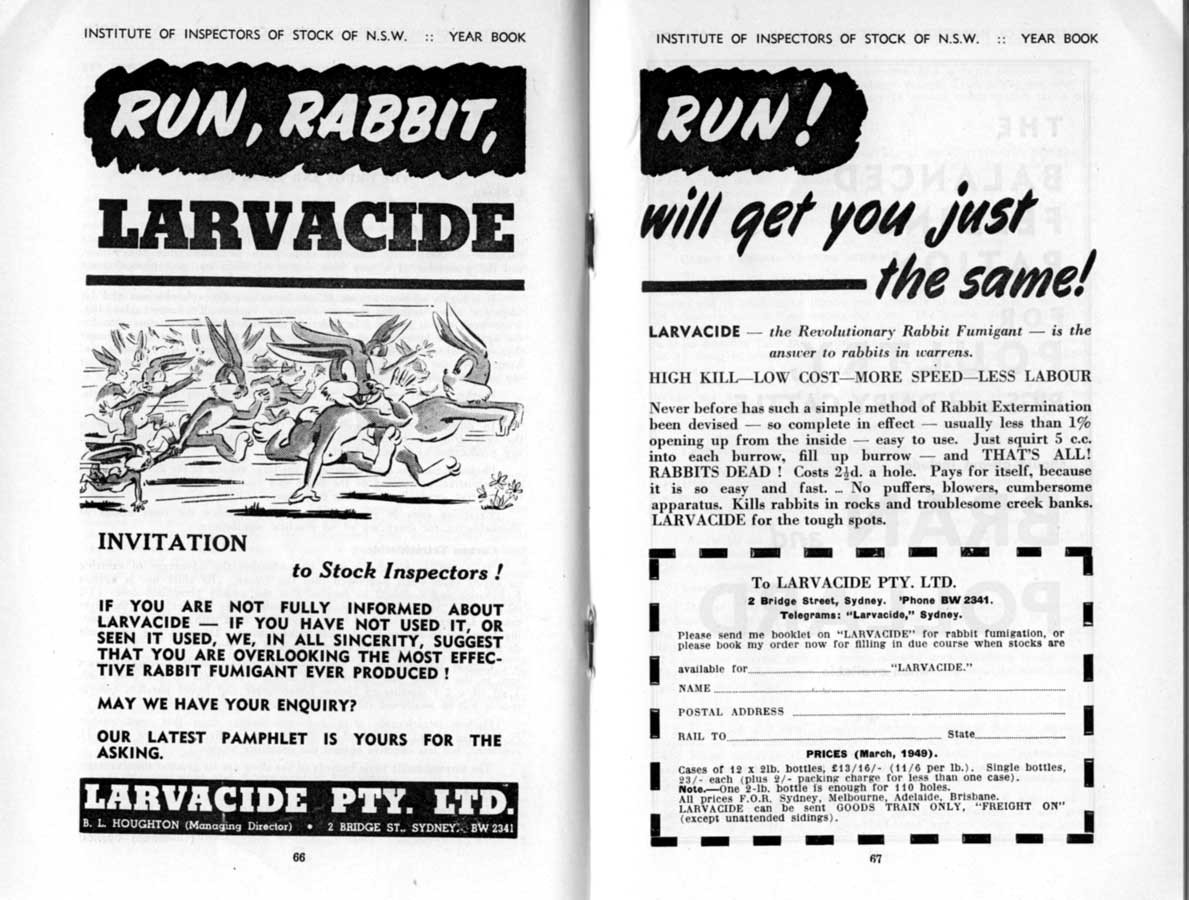 INSTITUTE OF INSPECTORS OF STOCK OF N.S.W. :: YEAR BOOK
RUN, RABBIT,
LARVACIDE
INVITATION
to Stock Inspectors !
IF YOU ARE NOT FULLY INFORMED ABOUT
LARVACIDE — IF YOU HAVE NOT USED IT, OR
SEEN IT USED, WE, IN ALL SINCERITY, SUGGEST
THAT YOU ARE OVERLOOKING THE MOST EFFEC-
TIVE RABBIT FUMIGANT EVER PRODUCED !
MAY WE HAVE YOUR ENQUIRY?
OUR LATEST PAMPHLET IS YOURS FOR THE
ASKING.
LARVACIDE PTY. LTD.
B. L. HOUGHTON (Managing Director) • 2 BRIDGE ST., SYDNEY. BW 2341
66
INSTITUTE OF INSPECTORS OF STOCK OF N.S.W. :: YEAR BOOK
RUN!
will get you just
the same!
LARVACIDE — the Revolutionary Rabbit Fumigant — is the
answer to rabbits in warrens.
HIGH KILL—LOW COST—MORE SPEED—LESS LABOUR
Never before has such a simple method of Rabbit Extermination
been devised — so complete in effect — usually less than 1%
opening up from the inside — easy to use. Just squirt 5 c.c.
into each burrow, fill up burrow — and THAT'S ALL!
RABBITS DEAD ! Costs 2½d. a hole. Pays for itself, because
it is so easy and fast. ... No puffers, blowers, cumbersome
apparatus. Kills rabbits in rocks and troublesome creek banks.
LARVACIDE for the tough spots.
To LARVACIDE PTY. LTD.
2 Bridge Street, Sydney. 'Phone BW 2341.
Telegrams: "Larvacide," Sydney.
Please send me booklet on "LARVACIDE" for rabbit fumigation, or
please book my order now for filling in due course when stocks are
available for "LARVACIDE."
NAME
POSTAL ADDRESS
RAIL TO State
PRICES (March, 1949).
Cases of 12 x 2lb. bottles, £13/16/- (11/6 per lb.). Single bottles,
23/- each (plus 2/- packing charge for less than one case).
Note.—One 2-lb. bottle is enough for 110 holes.
All prices F.O.R. Sydney, Melbourne, Adelaide, Brisbane.
LARVACIDE can be sent GOODS TRAIN ONLY, "FREIGHT ON"
(except unattended sidings).
67